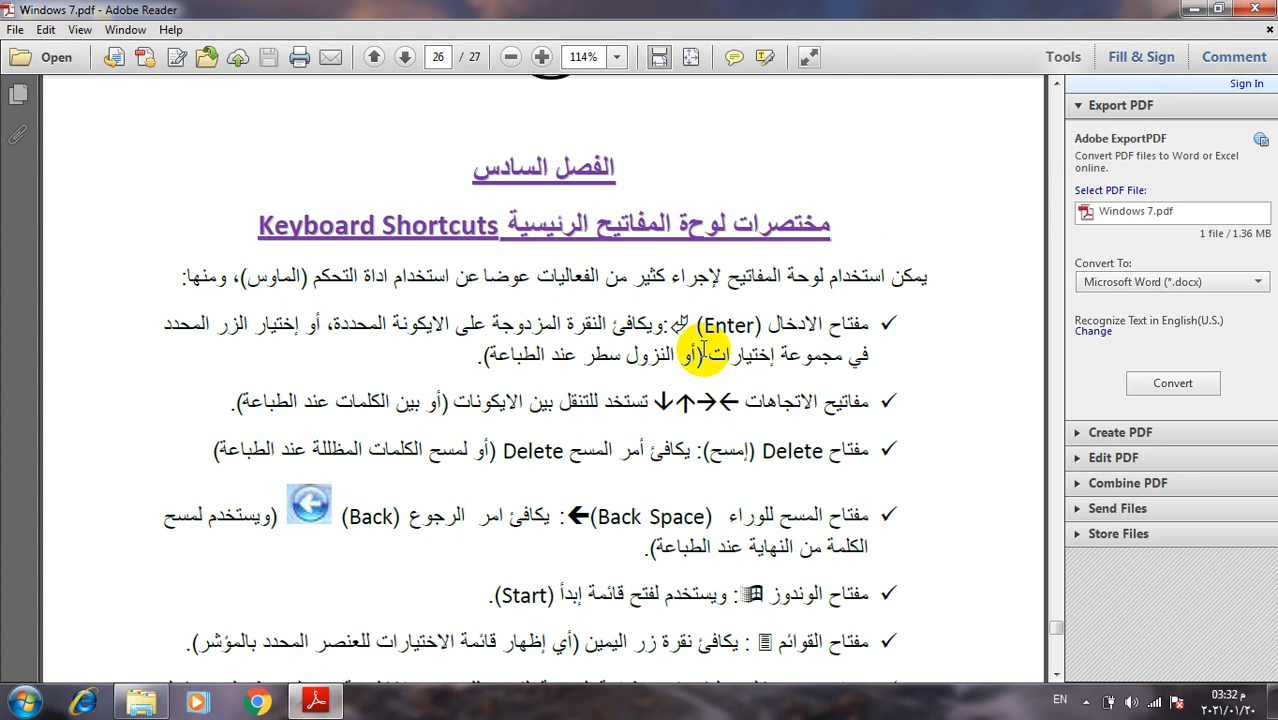 Windows 7.pdf - Adobe Reader
File Edit View Window Help
Open 26 / 27 114% Tools Fill & Sign Comment
Sign In
Export PDF
Adobe ExportPDF
Convert PDF files to Word or Excel
online.
Select PDF File:
Windows 7.pdf
1 file / 1.36 MB
Convert To:
Microsoft Word (*.docx)
Recognize Text in English(U.S.)
Change
Convert
Create PDF
Edit PDF
Combine PDF
Send Files
Store Files
الفصل السادس
مختصرات لوحة المفاتيح الرئيسية Keyboard Shortcuts
يمكن استخدام لوحة المفاتيح لإجراء كثير من الفعاليات عوضا عن استخدام اداة التحكم (الماوس)، ومنها:
✓ مفتاح الادخال (Enter) ⏎ :ويكافئ النقرة المزدوجة على الايكونة المحددة، أو إختيار الزر المحدد
في مجموعة إختيارات (أو النزول سطر عند الطباعة).
✓ مفاتيح الاتجاهات ←→↑↓ تستخد للتنقل بين الايكونات (أو بين الكلمات عند الطباعة).
✓ مفتاح Delete (إمسح): يكافئ أمر المسح Delete (أو لمسح الكلمات المظللة عند الطباعة)
✓ مفتاح المسح للوراء (Back Space)← : يكافئ امر الرجوع (Back) (ويستخدم لمسح
الكلمة من النهاية عند الطباعة).
✓ مفتاح الوندوز : ويستخدم لفتح قائمة إبدأ (Start).
✓ مفتاح القوائم : يكافئ نقرة زر اليمين (أي إظهار قائمة الاختيارات للعنصر المحدد بالمؤشر).
EN
03:32 م
٢٠٢١/٠١/٢٠